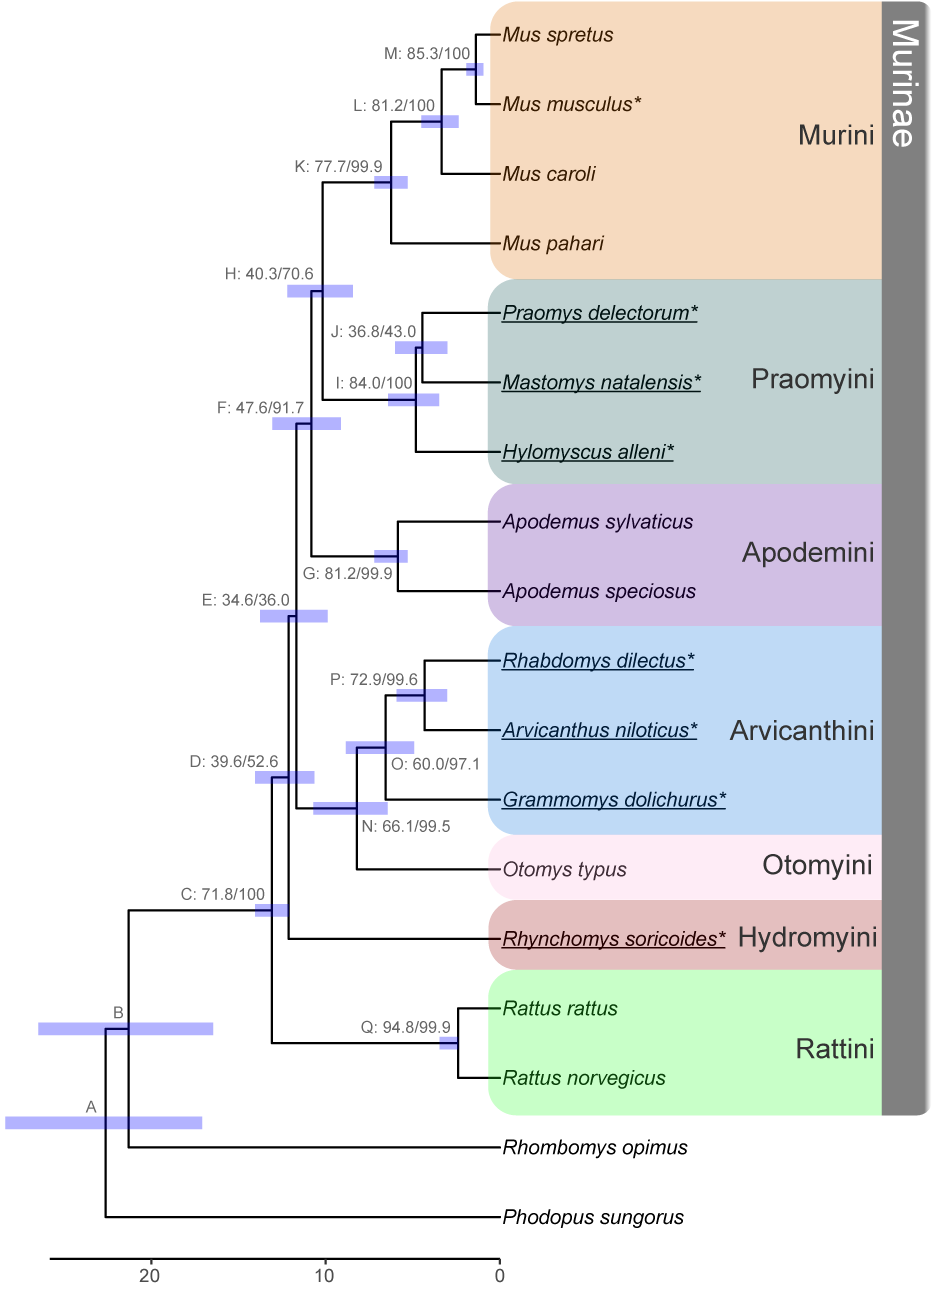 Murinae
Mus spretus
M: 85.3/100
Mus musculus*
L: 81.2/100
Murini
K: 77.7/99.9
Mus caroli
Mus pahari
H: 40.3/70.6
Praomys delectorum*
J: 36.8/43.0
Mastomys natalensis*
Praomyini
I: 84.0/100
F: 47.6/91.7
Hylomyscus alleni*
Apodemus sylvaticus
Apodemini
G: 81.2/99.9
Apodemus speciosus
E: 34.6/36.0
Rhabdomys dilectus*
P: 72.9/99.6
Arvicanthus niloticus*
Arvicanthini
D: 39.6/52.6
O: 60.0/97.1
Grammomys dolichurus*
N: 66.1/99.5
Otomys typus
Otomyini
C: 71.8/100
Rhynchomys soricoides*
Hydromyini
Rattus rattus
B
Q: 94.8/99.9
Rattini
Rattus norvegicus
A
Rhombomys opimus
Phodopus sungorus
20
10
0